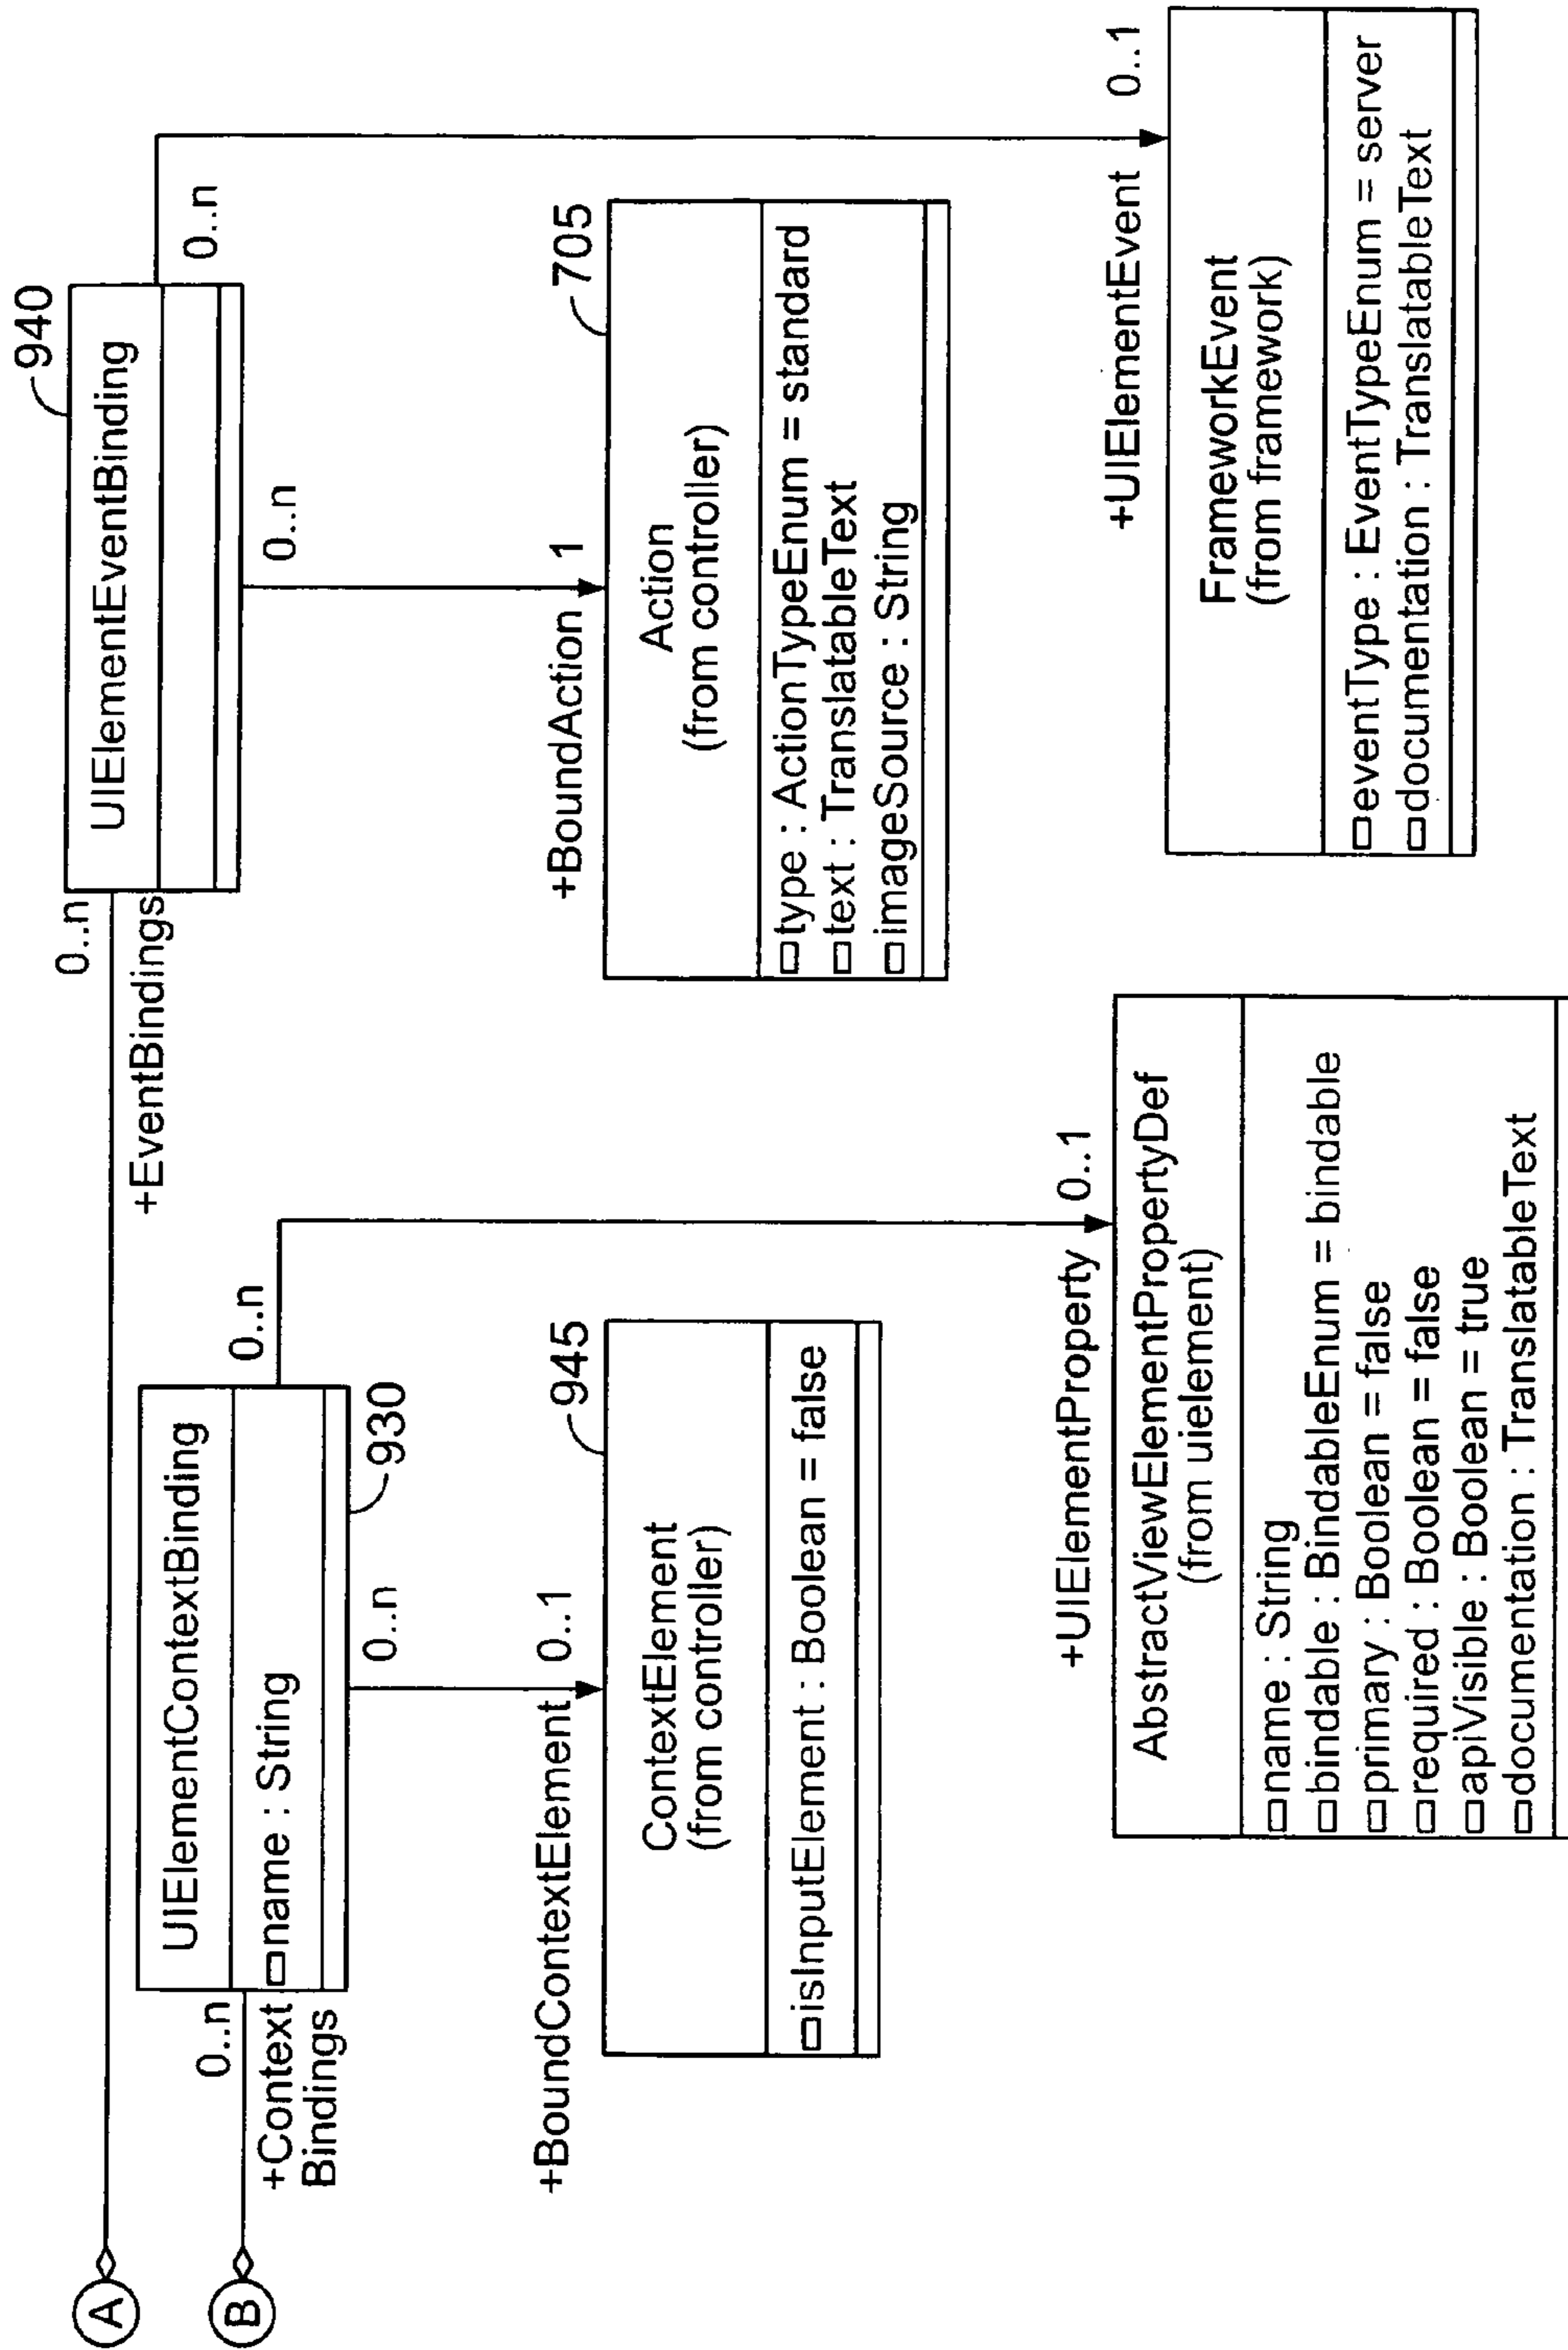 A
B
0..n
+EventBindings
UIElementEventBinding
940
0..n
0..n
+BoundAction
1
705
Action
(from controller)
type : ActionTypeEnum = standard
text : TranslatableText
imageSource : String
+UIElementEvent
0..1
FrameworkEvent
(from framework)
eventType : EventTypeEnum = server
documentation : TranslatableText
0..n
+Context
Bindings
UIElementContextBinding
name : String
930
0..n
0..n
+BoundContextElement
0..1
945
ContextElement
(from controller)
isInputElement : Boolean = false
+UIElementProperty
0..1
AbstractViewElementPropertyDef
(from uielement)
name : String
bindable : BindableEnum = bindable
primary : Boolean = false
required : Boolean = false
apiVisible : Boolean = true
documentation : TranslatableText